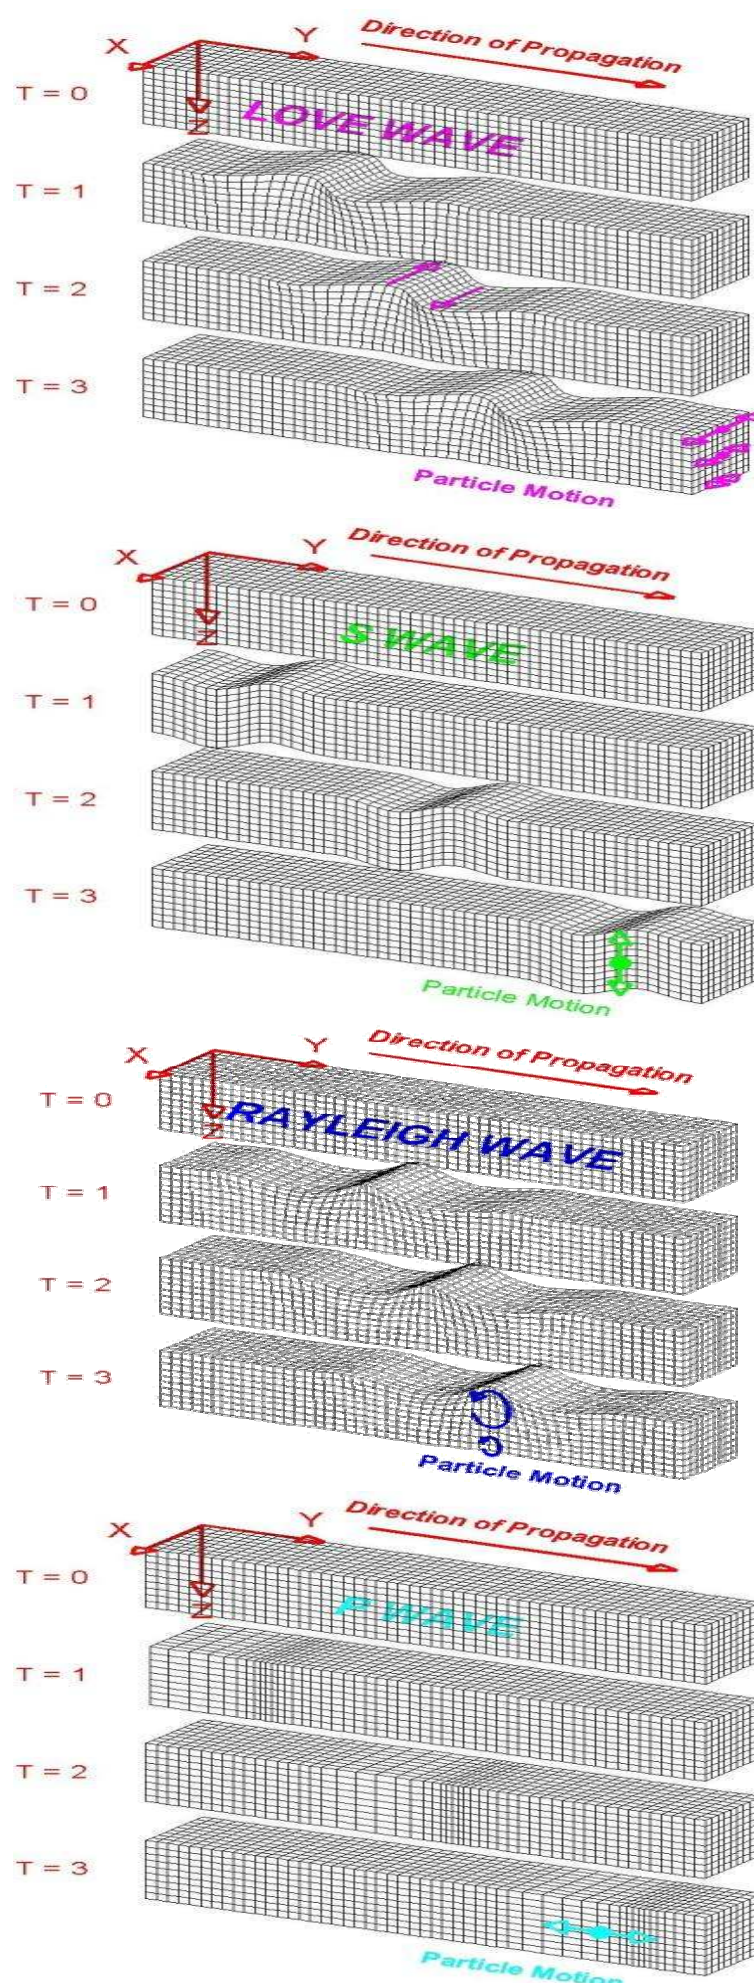 X
Y
Direction of Propagation
T = 0
Z
LOVE WAVE
T = 1
T = 2
T = 3
Particle Motion
X
Y
Direction of Propagation
T = 0
Z
S WAVE
T = 1
T = 2
T = 3
Particle Motion
X
Y
Direction of Propagation
T = 0
Z
RAYLEIGH WAVE
T = 1
T = 2
T = 3
Particle Motion
X
Y
Direction of Propagation
T = 0
Z
P WAVE
T = 1
T = 2
T = 3
Particle Motion